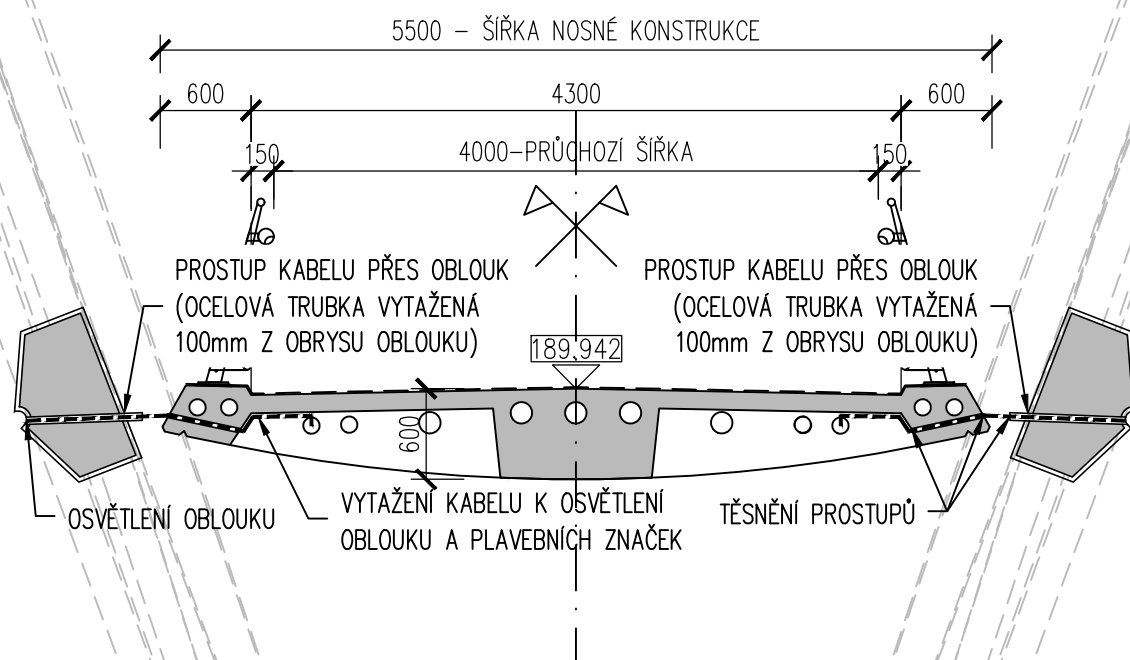 5500 – ŠÍŘKA NOSNÉ KONSTRUKCE
600
4300
600
150
4000–PRŮCHOZÍ ŠÍŘKA
150
PROSTUP KABELU PŘES OBLOUK
(OCELOVÁ TRUBKA VYTAŽENÁ
100mm Z OBRYSU OBLOUKU)
PROSTUP KABELU PŘES OBLOUK
(OCELOVÁ TRUBKA VYTAŽENÁ
100mm Z OBRYSU OBLOUKU)
189,942
600
OSVĚTLENÍ OBLOUKU
VYTAŽENÍ KABELU K OSVĚTLENÍ
OBLOUKU A PLAVEBNÍCH ZNAČEK
TĚSNĚNÍ PROSTUPŮ